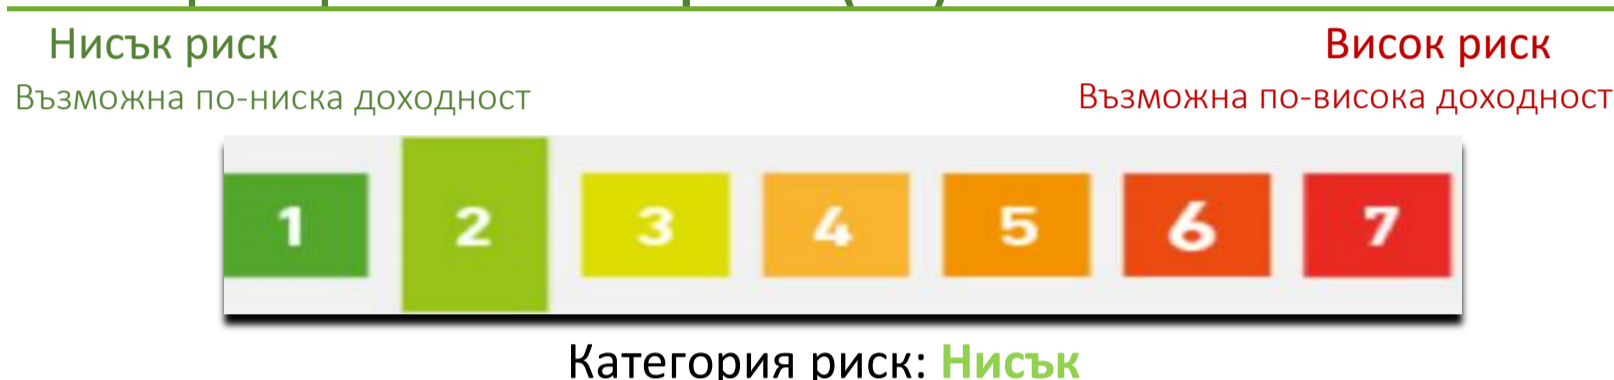 Нисък риск Висок риск
Възможна по-ниска доходност Възможна по-висока доходност
1 2 3 4 5 6 7
Категория риск: Нисък